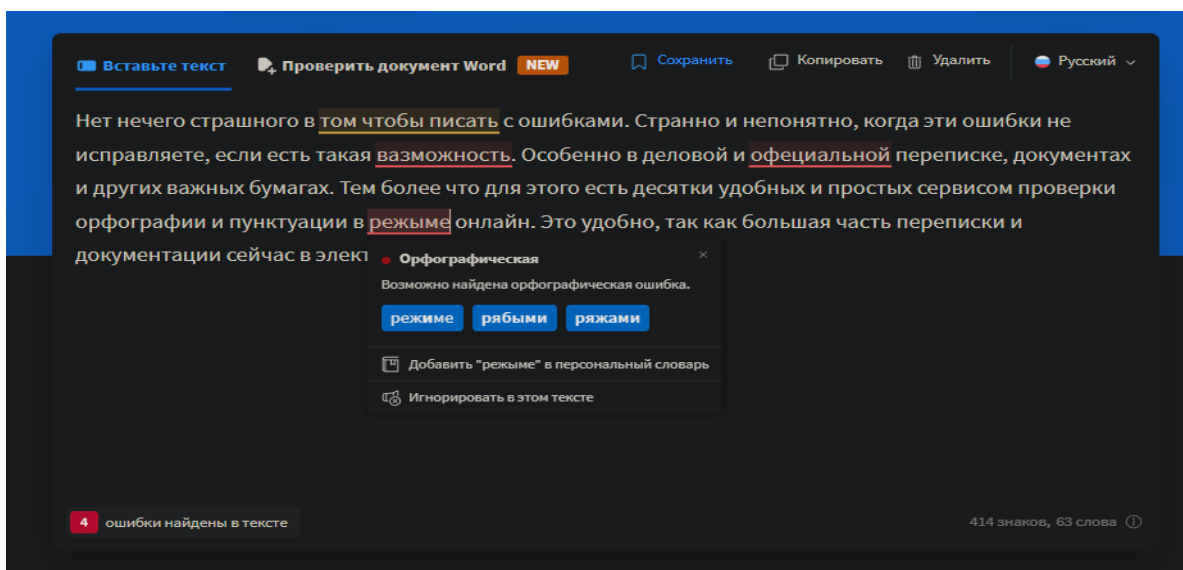 Вставьте текст Проверить документ Word NEW Сохранить Копировать Удалить Русский
Нет нечего страшного в том чтобы писать с ошибками. Странно и непонятно, когда эти ошибки не
исправляете, если есть такая вазможность. Особенно в деловой и офециальной переписке, документах
и других важных бумагах. Тем более что для этого есть десятки удобных и простых сервисом проверки
орфографии и пунктуации в режыме онлайн. Это удобно, так как большая часть переписки и
документации сейчас в элект
Орфографическая
Возможно найдена орфографическая ошибка.
режиме рябыми ряжами
Добавить "режыме" в персональный словарь
Игнорировать в этом тексте
4 ошибки найдены в тексте 414 знаков, 63 слова